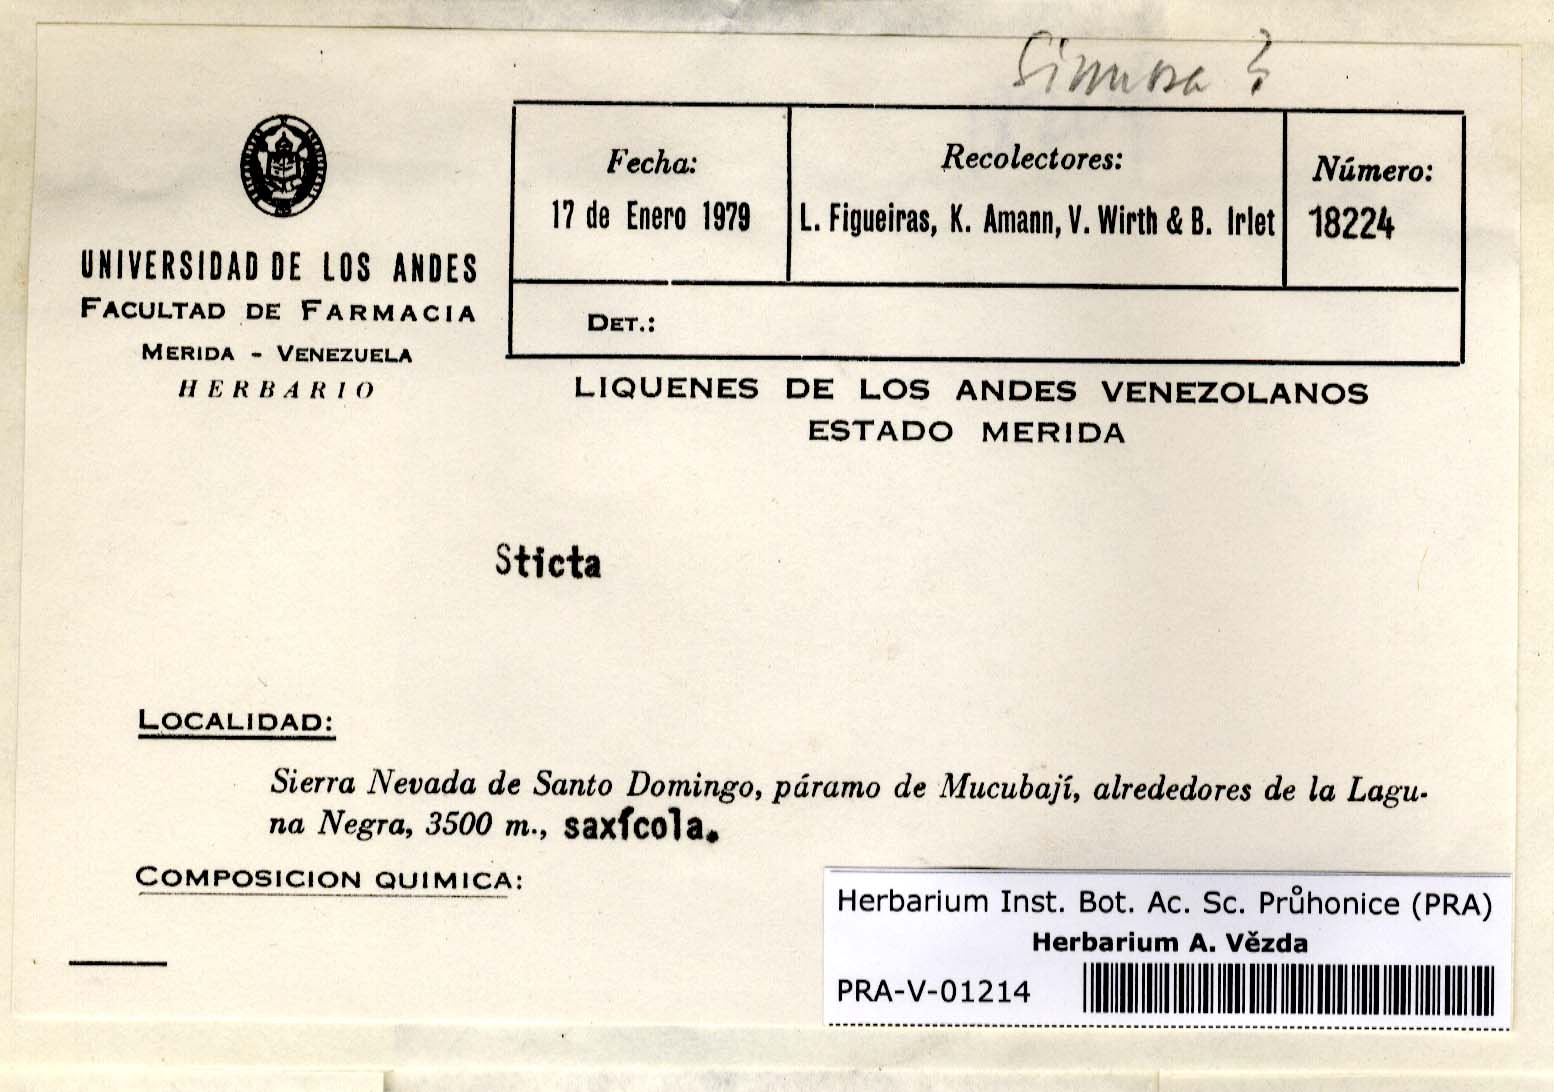 Sinuosa ?
UNIVERSIDAD DE LOS ANDES
FACULTAD DE FARMACIA
MERIDA - VENEZUELA
HERBARIO
Fecha:
17 de Enero 1979
Recolectores:
L. Figueiras, K. Amann, V. Wirth & B. Irlet
Número:
18224
DET.:
LIQUENES DE LOS ANDES VENEZOLANOS
ESTADO MERIDA
Sticta
LOCALIDAD:
Sierra Nevada de Santo Domingo, páramo de Mucubají, alrededores de la Lagu-
na Negra, 3500 m., saxícola.
COMPOSICION QUIMICA:
Herbarium Inst. Bot. Ac. Sc. Průhonice (PRA)
Herbarium A. Vězda
PRA-V-01214